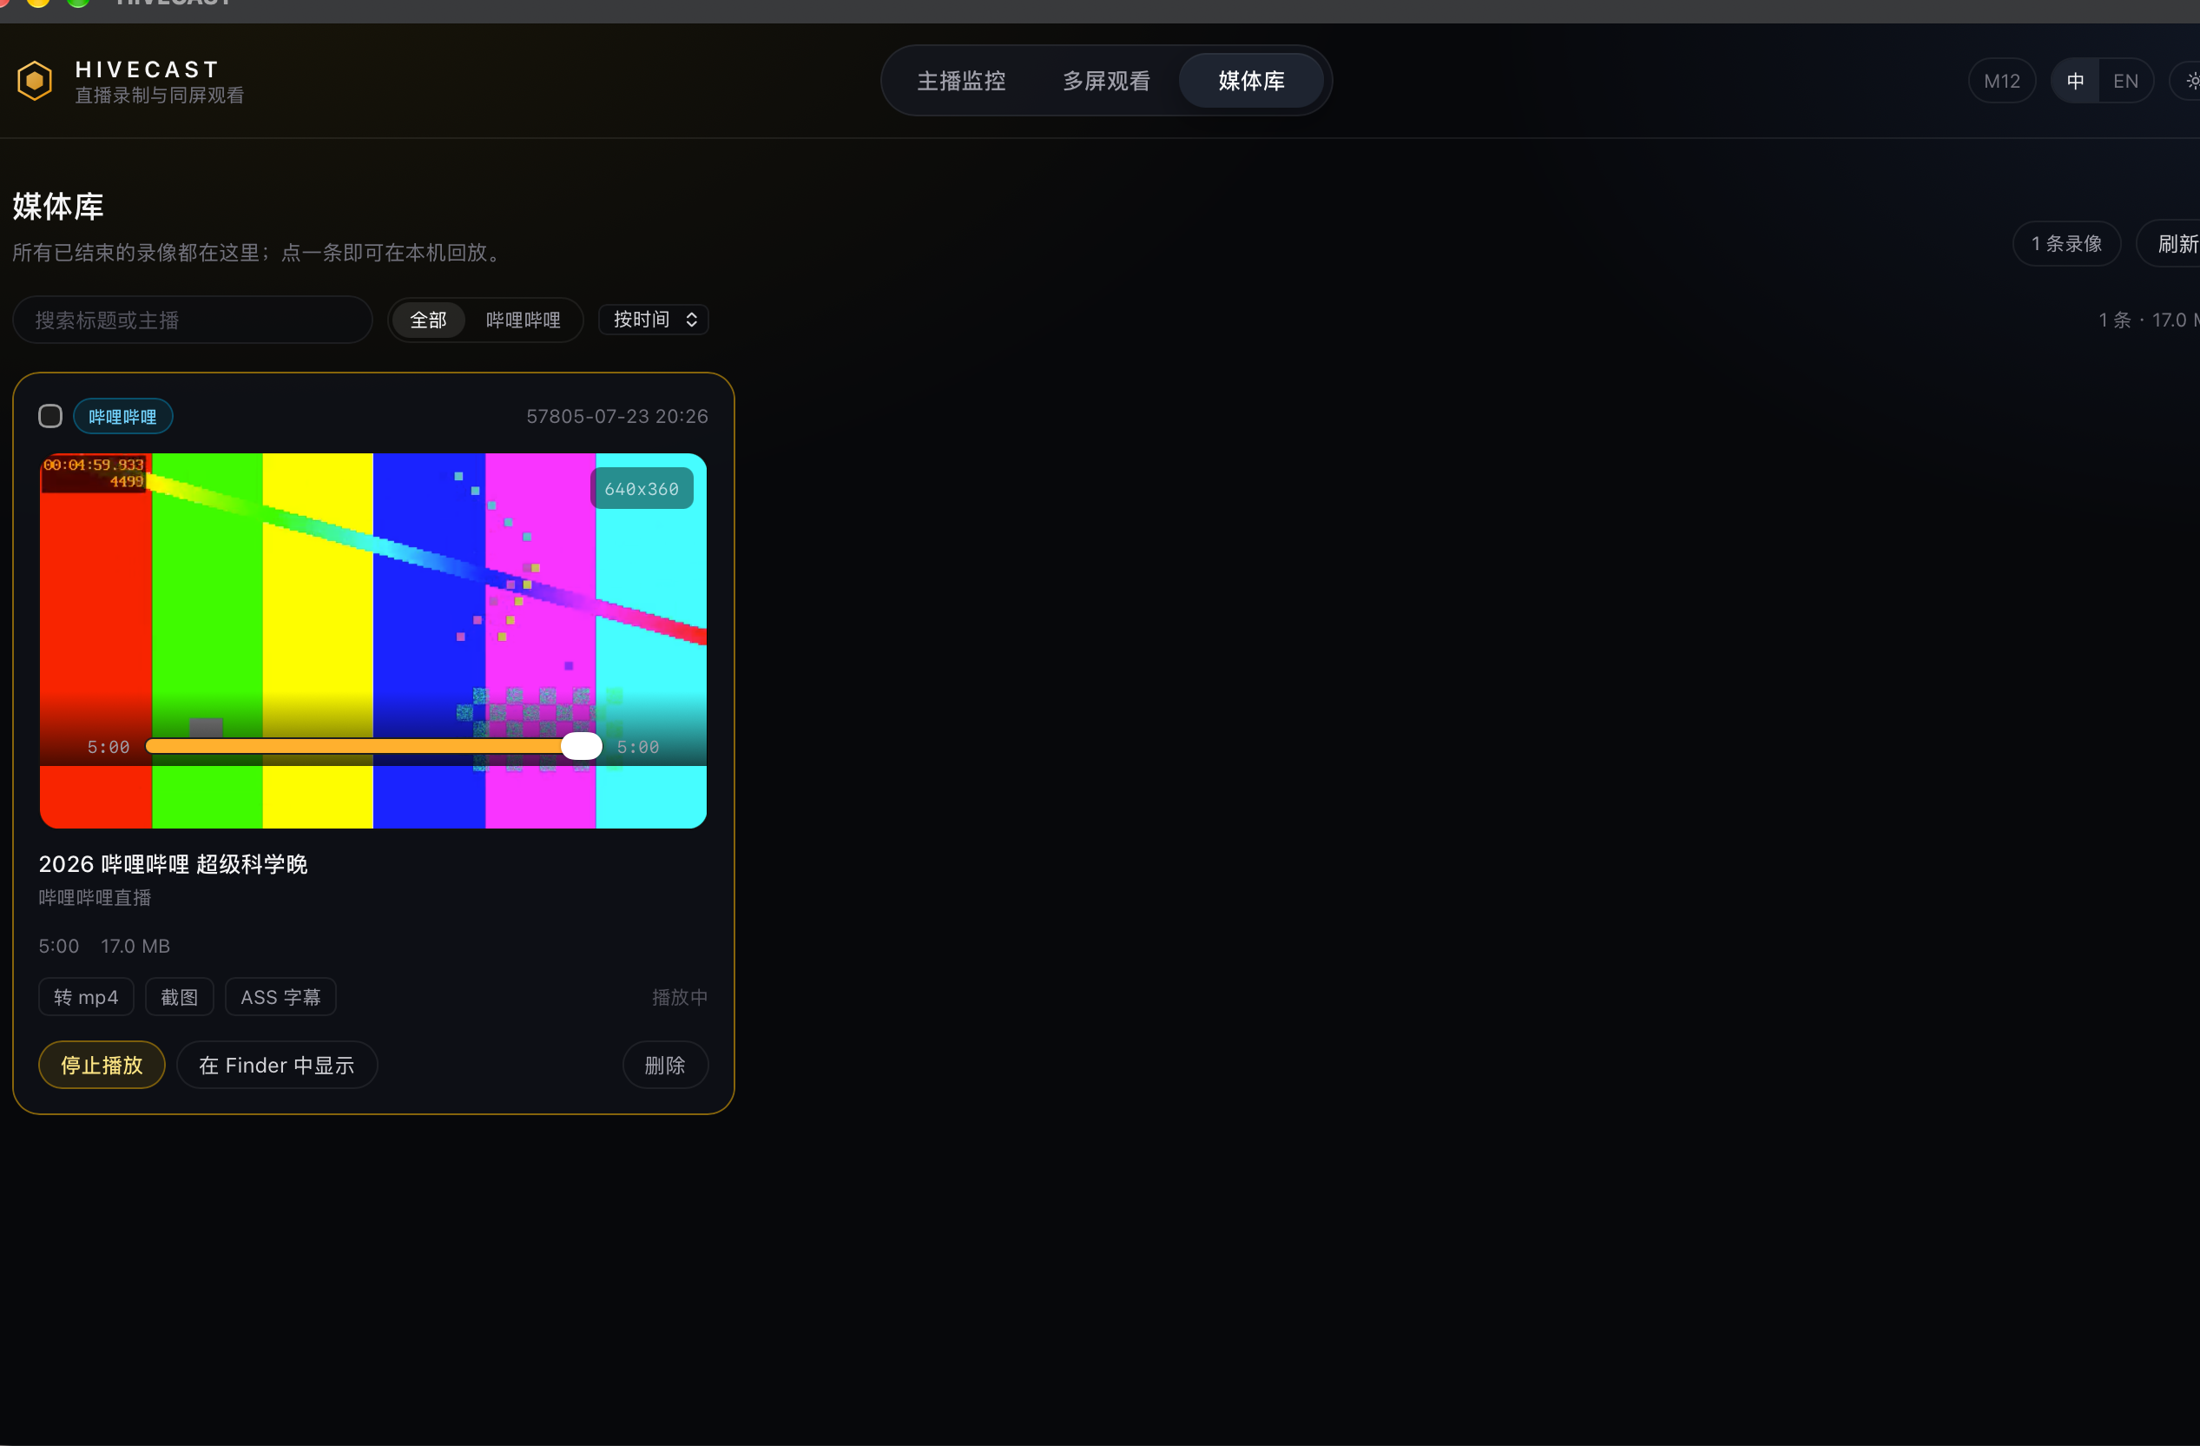 HIVECAST
直播录制与同屏观看
主播监控
多屏观看
媒体库
M12
中
EN
媒体库
所有已结束的录像都在这里；点一条即可在本机回放。
1 条录像
刷新
搜索标题或主播
全部
哔哩哔哩
按时间
1 条 · 17.0
哔哩哔哩
57805-07-23 20:26
00:04:59.933
4499
640x360
5:00
5:00
2026 哔哩哔哩 超级科学晚
哔哩哔哩直播
5:00 17.0 MB
转 mp4
截图
ASS 字幕
播放中
停止播放
在 Finder 中显示
删除